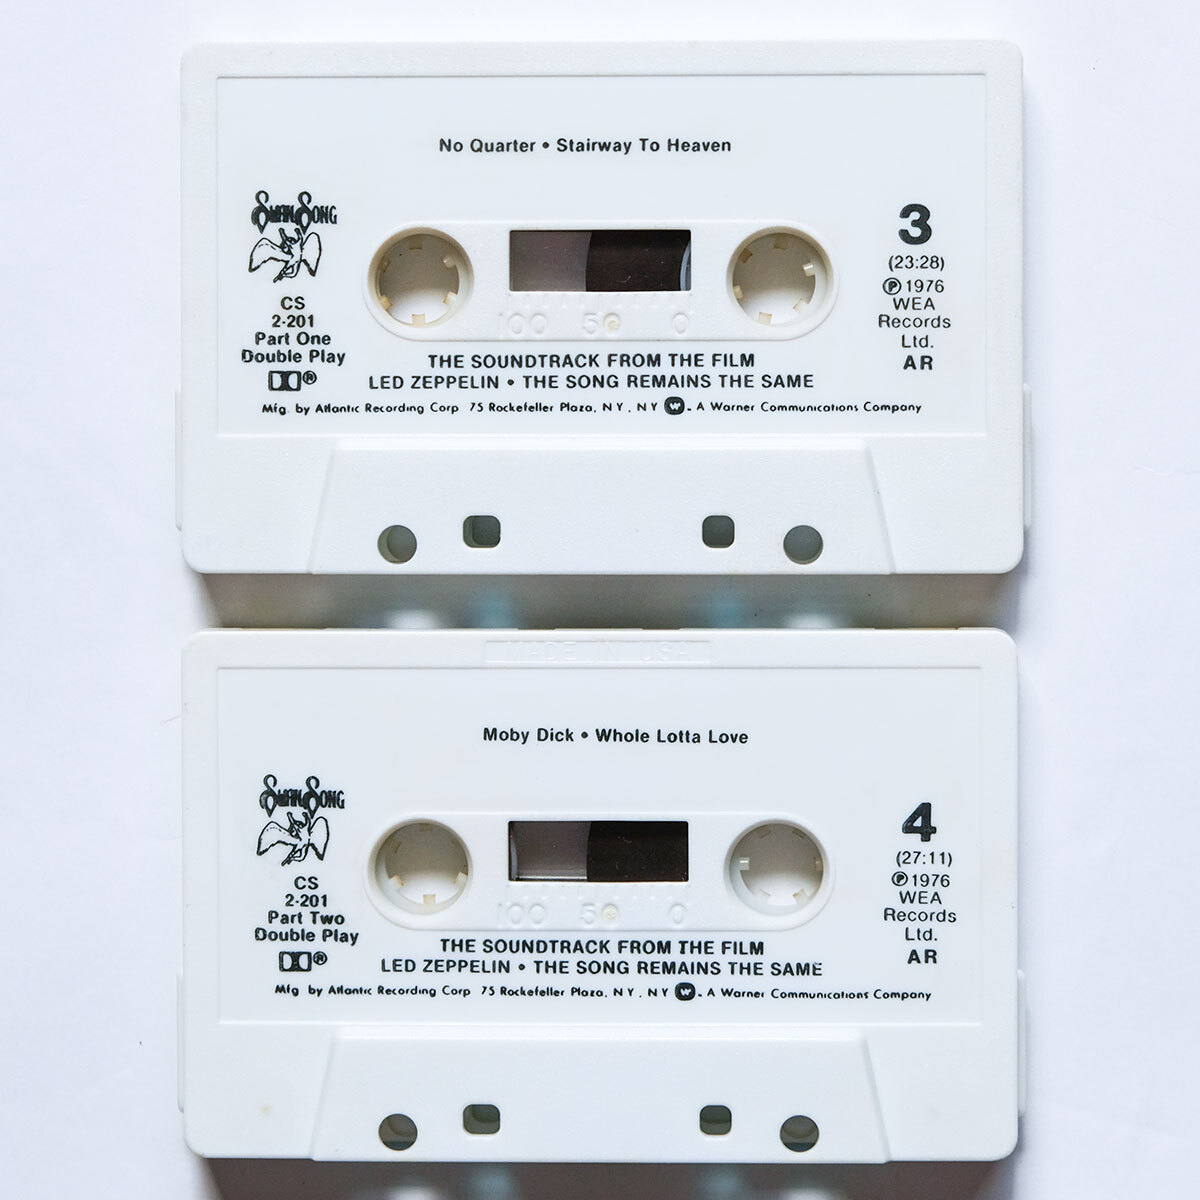 No Quarter • Stairway To Heaven
SWAN SONG
3
(23:28)
℗ 1976
WEA
Records
Ltd.
AR
CS
2-201
Part One
Double Play
®
100 50 0
THE SOUNDTRACK FROM THE FILM
LED ZEPPELIN • THE SONG REMAINS THE SAME
Mfg. by Atlantic Recording Corp 75 Rockefeller Plaza, N Y , N Y W - A Warner Communications Company
MADE IN USA
Moby Dick • Whole Lotta Love
SWAN SONG
4
(27:11)
℗ 1976
WEA
Records
Ltd.
AR
CS
2-201
Part Two
Double Play
®
100 50 0
THE SOUNDTRACK FROM THE FILM
LED ZEPPELIN • THE SONG REMAINS THE SAME
Mfg by Atlantic Recording Corp 75 Rockefeller Plaza, N Y , N Y W - A Warner Communications Company